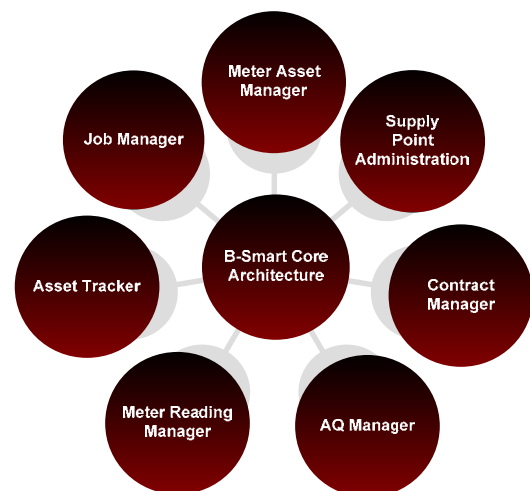 Meter Asset
Manager
Supply
Point
Administration
Job Manager
B-Smart Core
Architecture
Asset Tracker
Contract
Manager
Meter Reading
Manager
AQ Manager